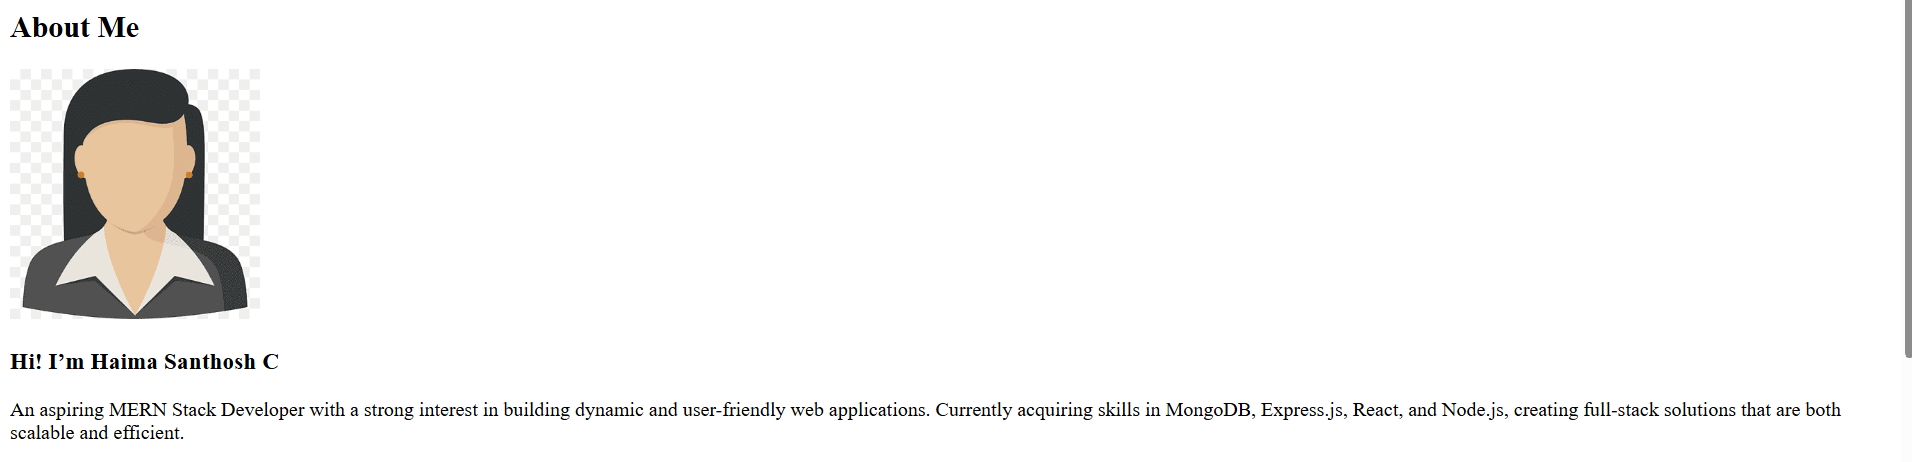 About Me
Hi! I’m Haima Santhosh C
An aspiring MERN Stack Developer with a strong interest in building dynamic and user-friendly web applications. Currently acquiring skills in MongoDB, Express.js, React, and Node.js, creating full-stack solutions that are both
scalable and efficient.